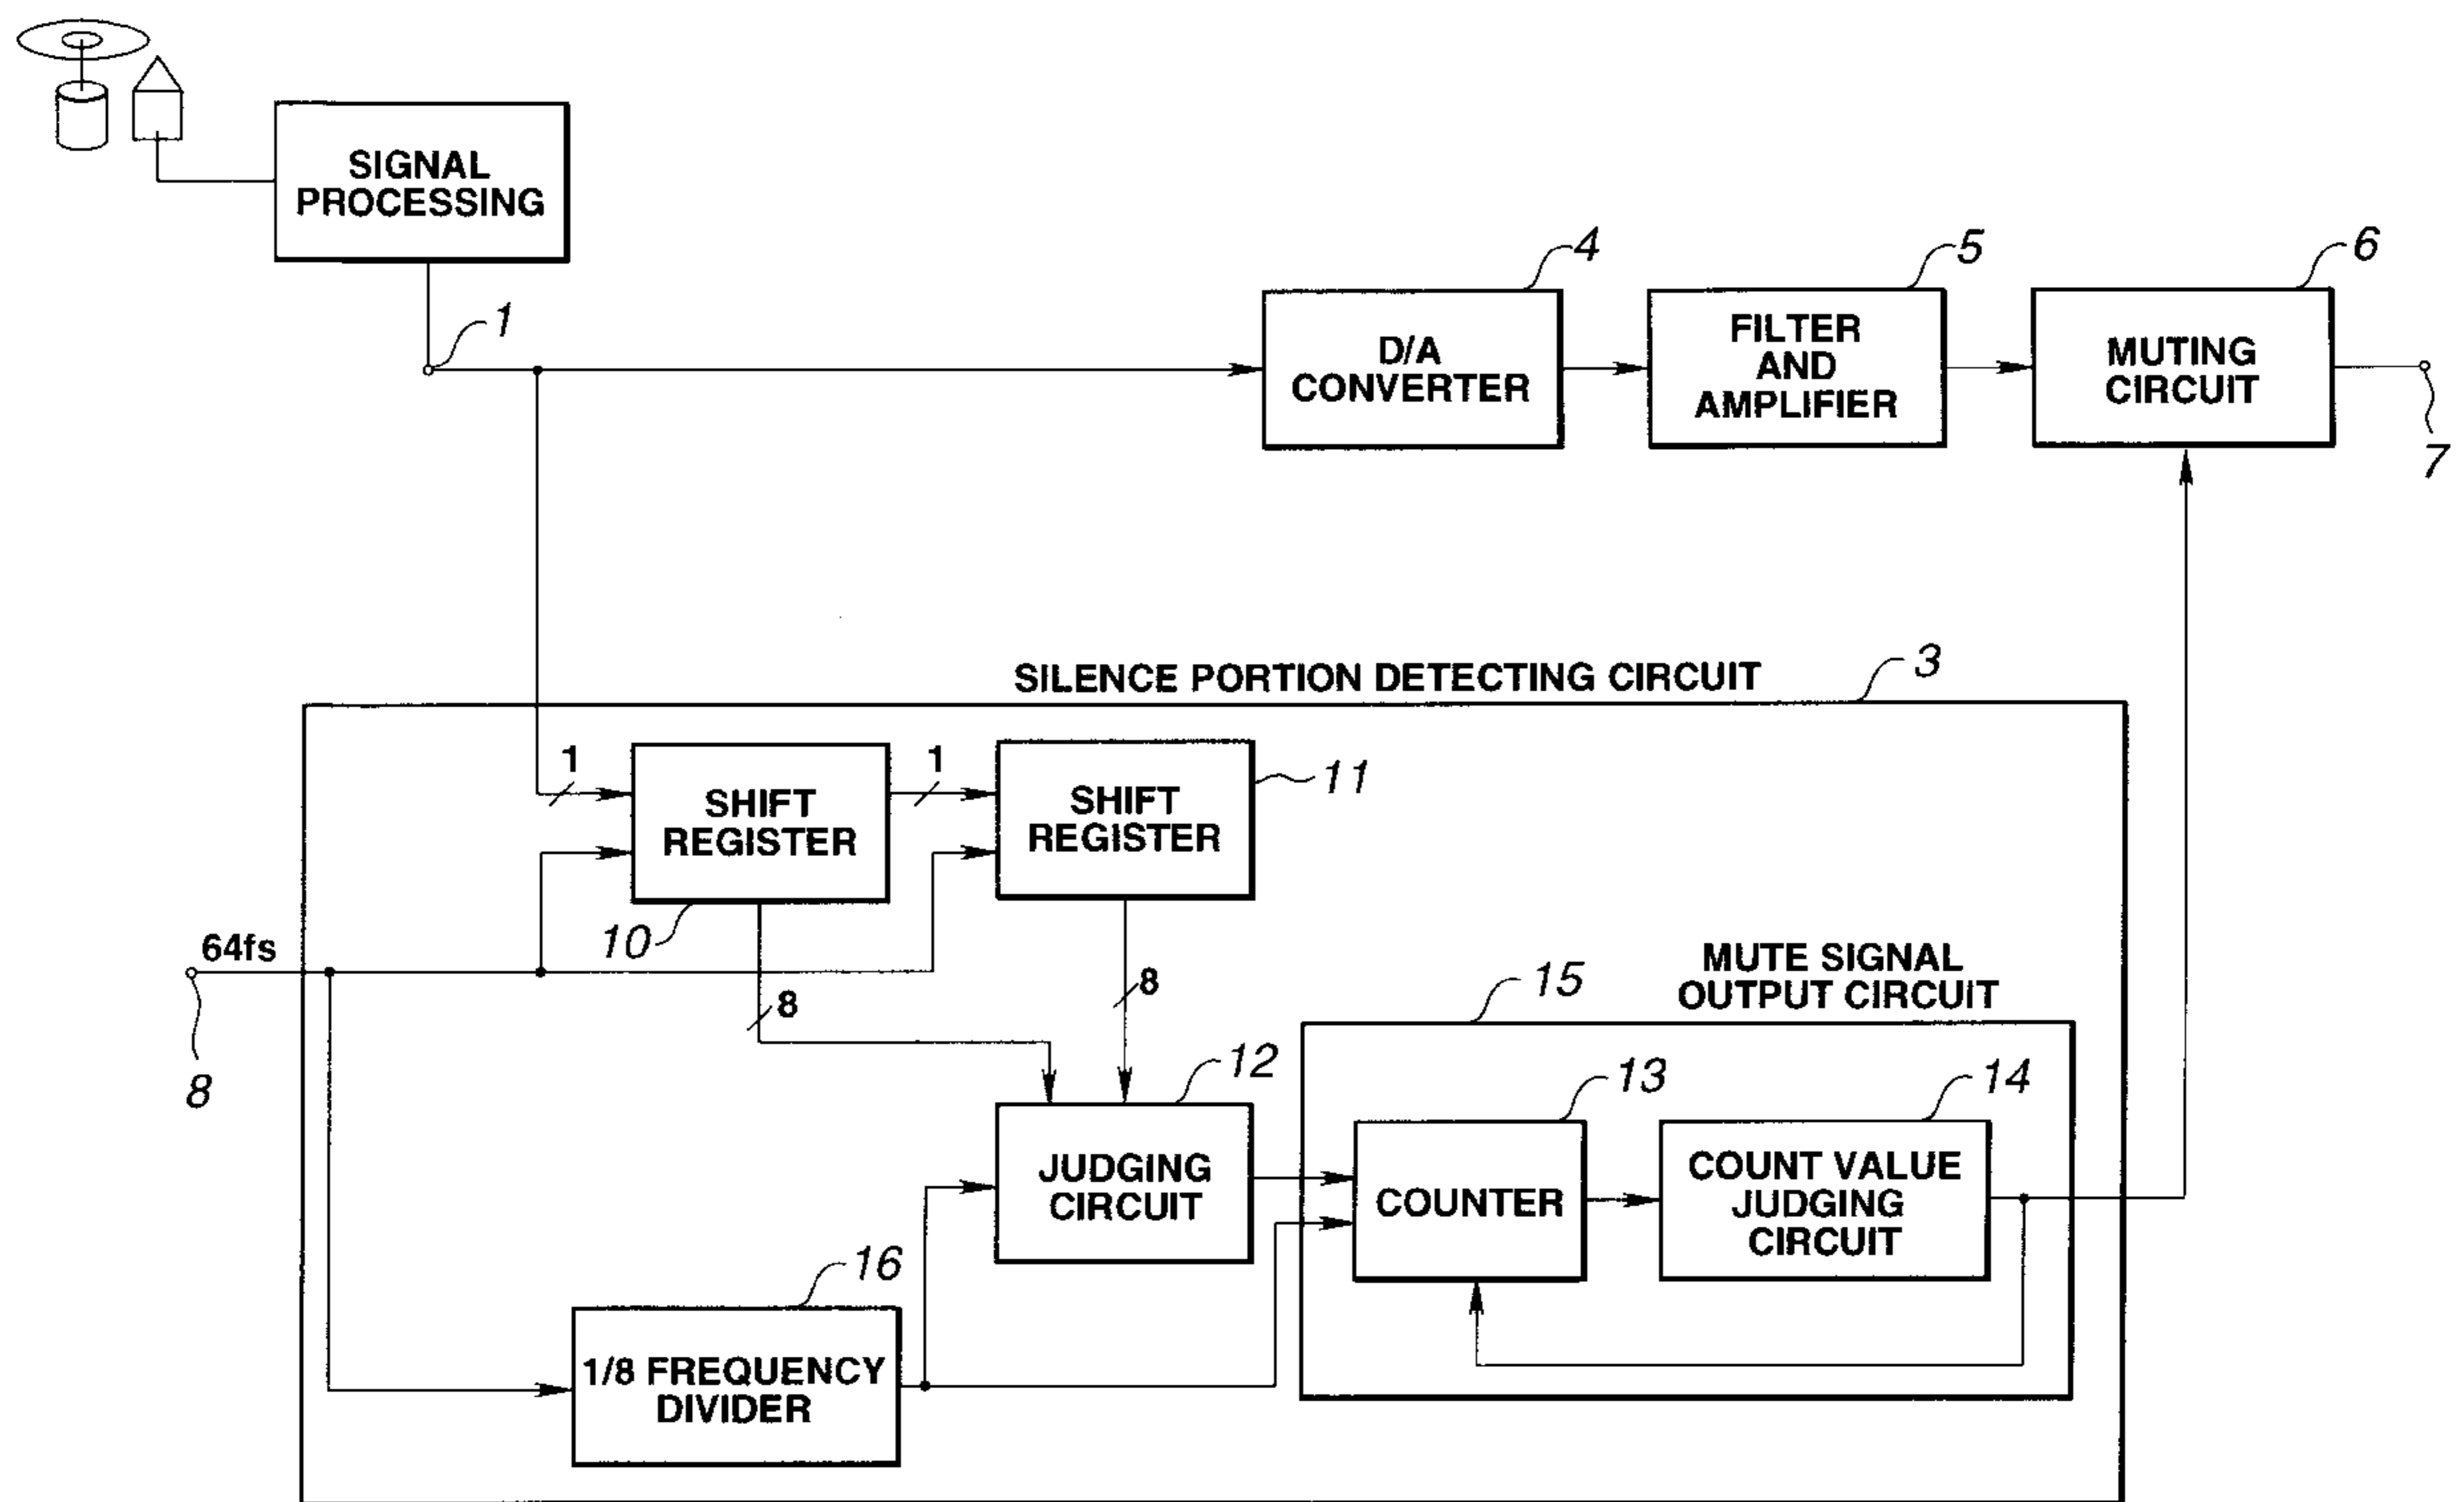 SIGNAL
PROCESSING
1
4
D/A
CONVERTER
5
FILTER
AND
AMPLIFIER
6
MUTING
CIRCUIT
7
SILENCE PORTION DETECTING CIRCUIT
3
1
SHIFT
REGISTER
10
1
SHIFT
REGISTER
11
64fs
8
8
8
12
JUDGING
CIRCUIT
MUTE SIGNAL
OUTPUT CIRCUIT
15
13
COUNTER
14
COUNT VALUE
JUDGING
CIRCUIT
16
1/8 FREQUENCY
DIVIDER